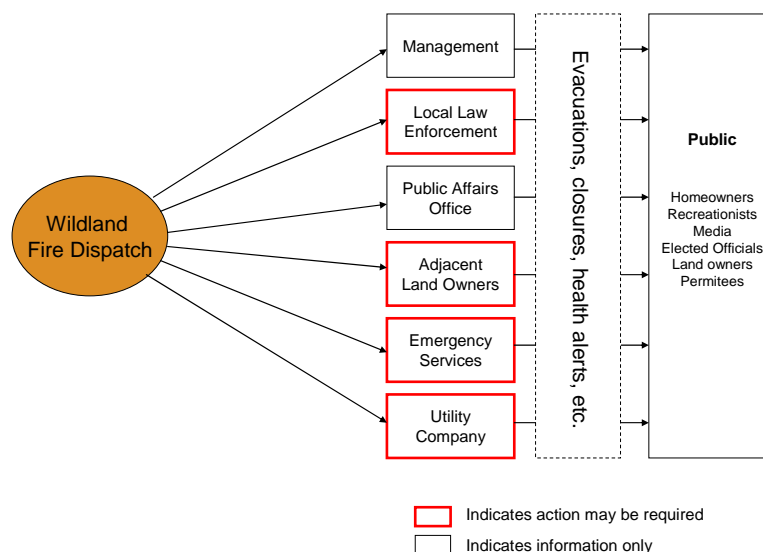 Wildland
Fire Dispatch
Management
Local Law
Enforcement
Public Affairs
Office
Adjacent
Land Owners
Emergency
Services
Utility
Company
Evacuations, closures, health alerts, etc.
Public
Homeowners
Recreationists
Media
Elected Officials
Land owners
Permitees
Indicates action may be required
Indicates information only